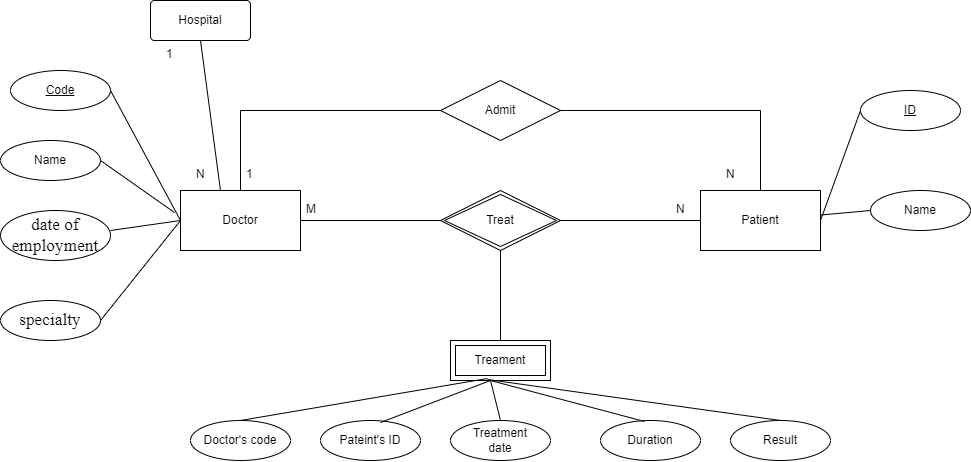 Hospital
1
Code
ID
Admit
Name
N
1
N
Name
M
N
Doctor
Treat
Patient
date of
employment
specialty
Treament
Doctor's code
Pateint's ID
Treatment
date
Duration
Result